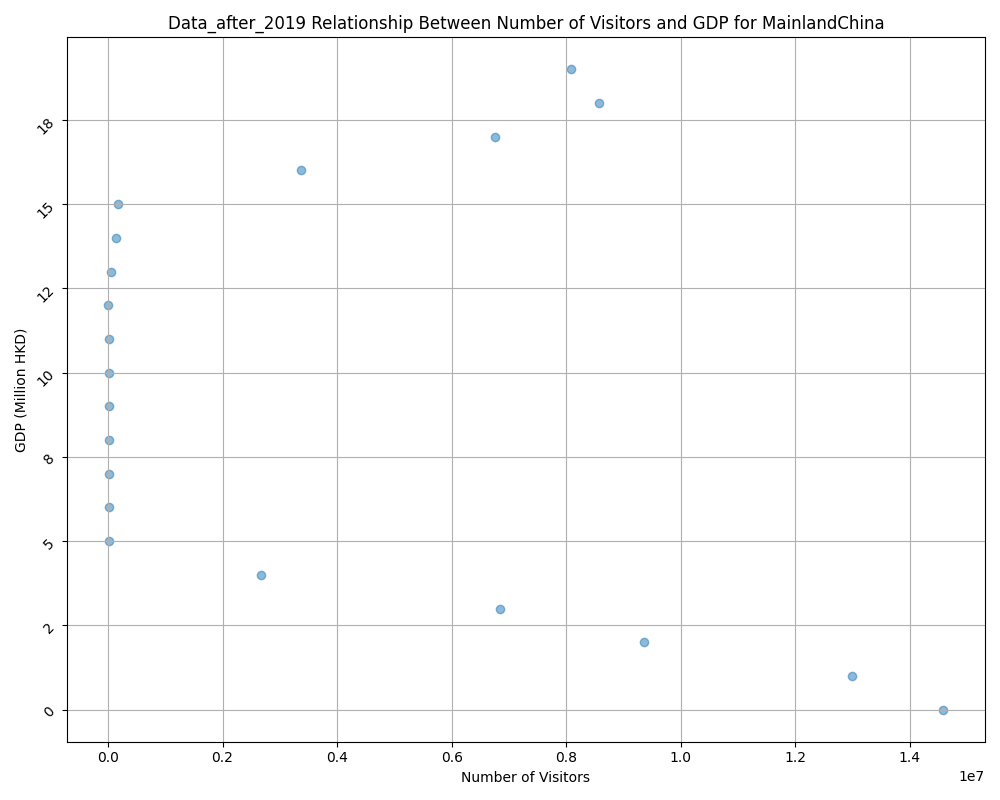 Data_after_2019 Relationship Between Number of Visitors and GDP for MainlandChina
18
15
12
10
8
5
2
0
GDP (Million HKD)
0.0 0.2 0.4 0.6 0.8 1.0 1.2 1.4
1e7
Number of Visitors